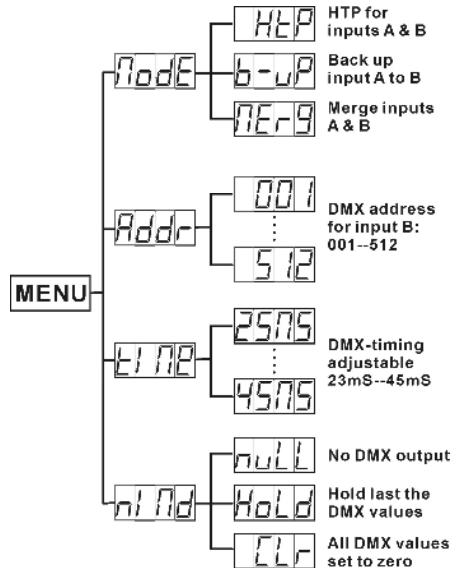 HtP
HTP for
inputs A & B
ModE
b-uP
Back up
input A to B
MErg
Merge inputs
A & B
Addr
001
512
DMX address
for input B:
001--512
MENU
tIME
25MS
45MS
DMX-timing
adjustable
23mS--45mS
nIMd
nuLL
No DMX output
HoLd
Hold last the
DMX values
CLr
All DMX values
set to zero